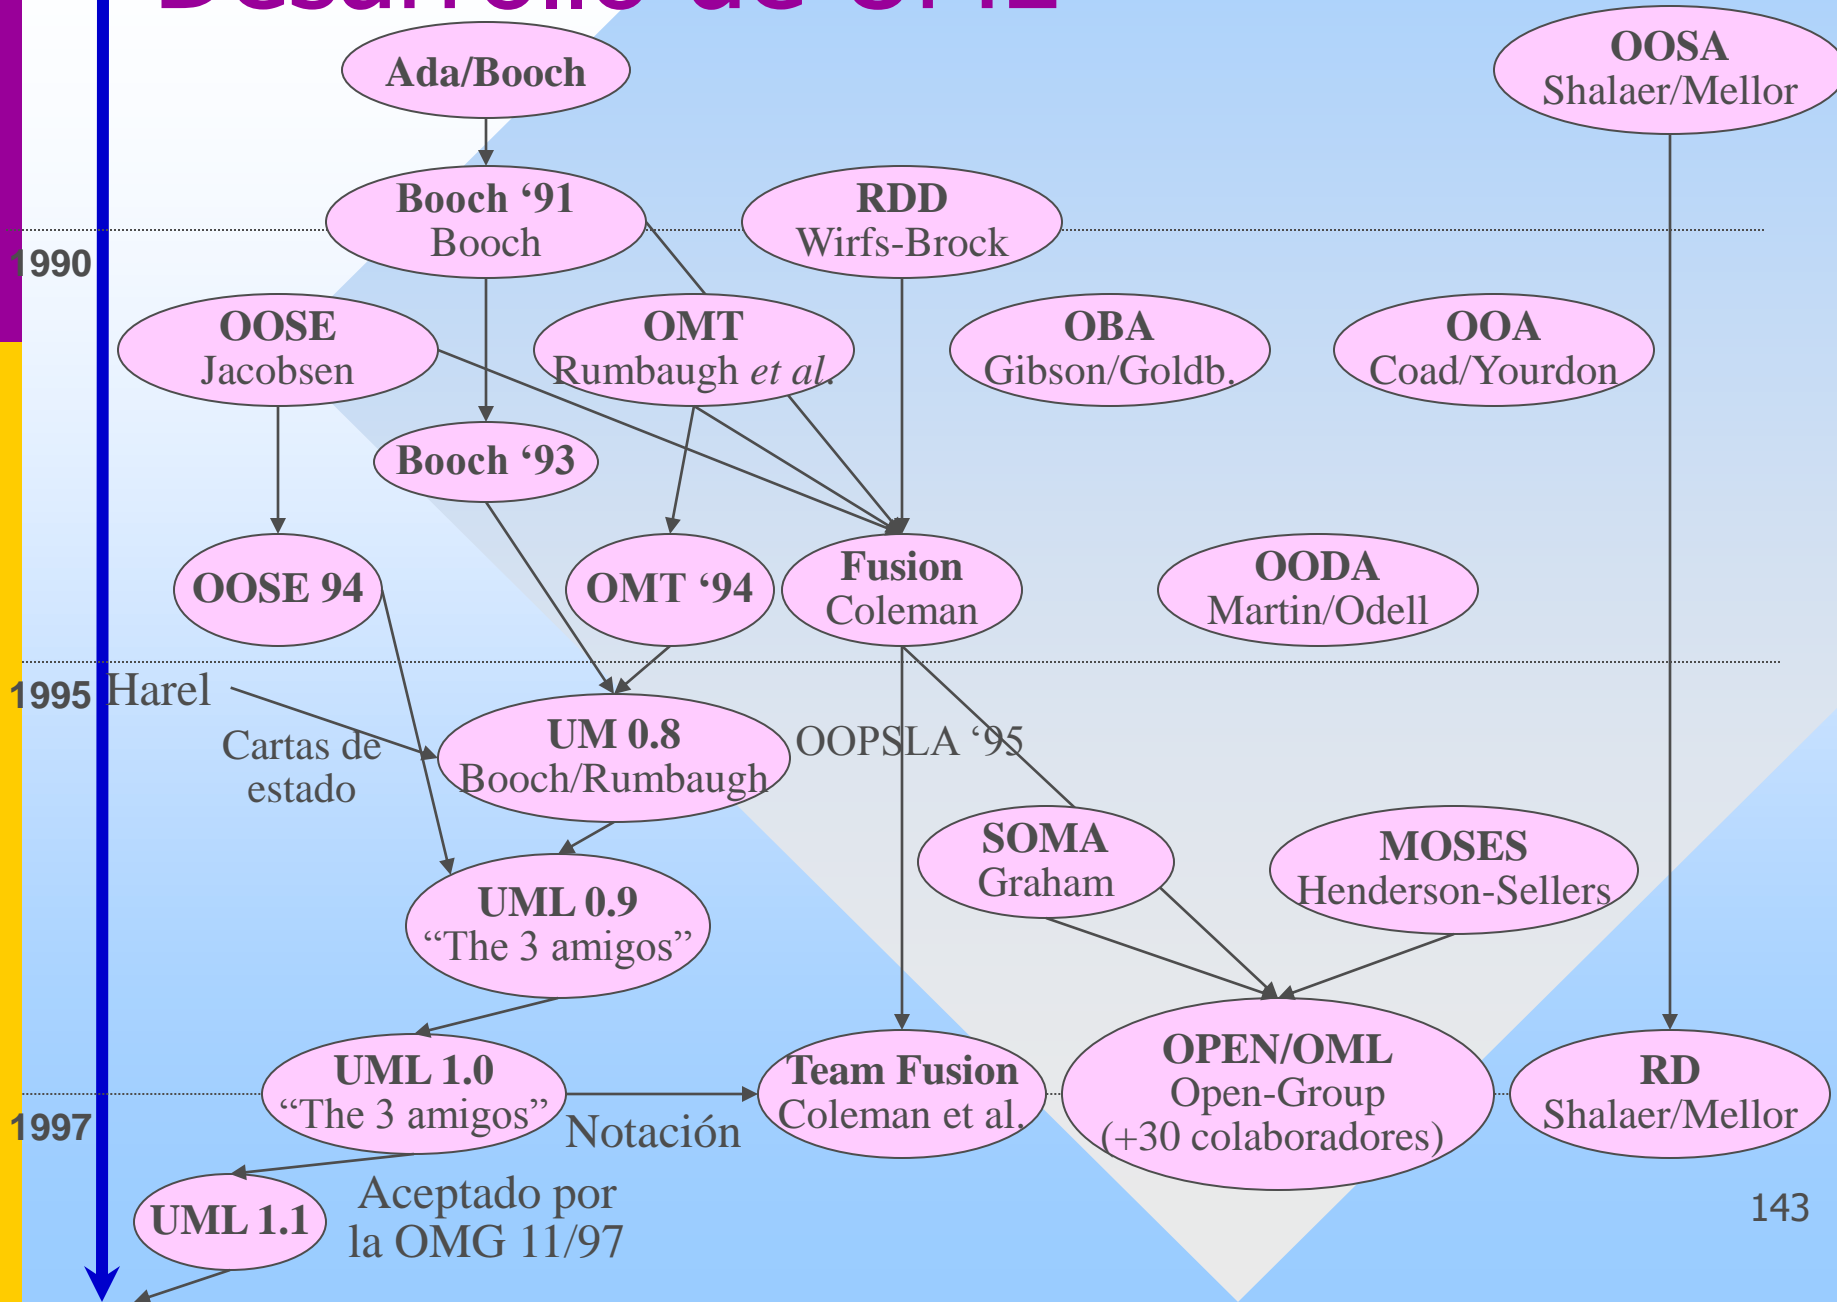 Desarrollo de UML
Ada/Booch
OOSA
Shalaer/Mellor
Booch ‘91
Booch
RDD
Wirfs-Brock
1990
OOSE
Jacobsen
OMT
Rumbaugh et al.
OBA
Gibson/Goldb.
OOA
Coad/Yourdon
Booch ‘93
OOSE 94
OMT ‘94
Fusion
Coleman
OODA
Martin/Odell
1995
Harel
Cartas de
estado
UM 0.8
Booch/Rumbaugh
OOPSLA ‘95
SOMA
Graham
MOSES
Henderson-Sellers
UML 0.9
“The 3 amigos”
UML 1.0
“The 3 amigos”
Notación
Team Fusion
Coleman et al.
OPEN/OML
Open-Group
(+30 colaboradores)
RD
Shalaer/Mellor
1997
UML 1.1
Aceptado por
la OMG 11/97
143